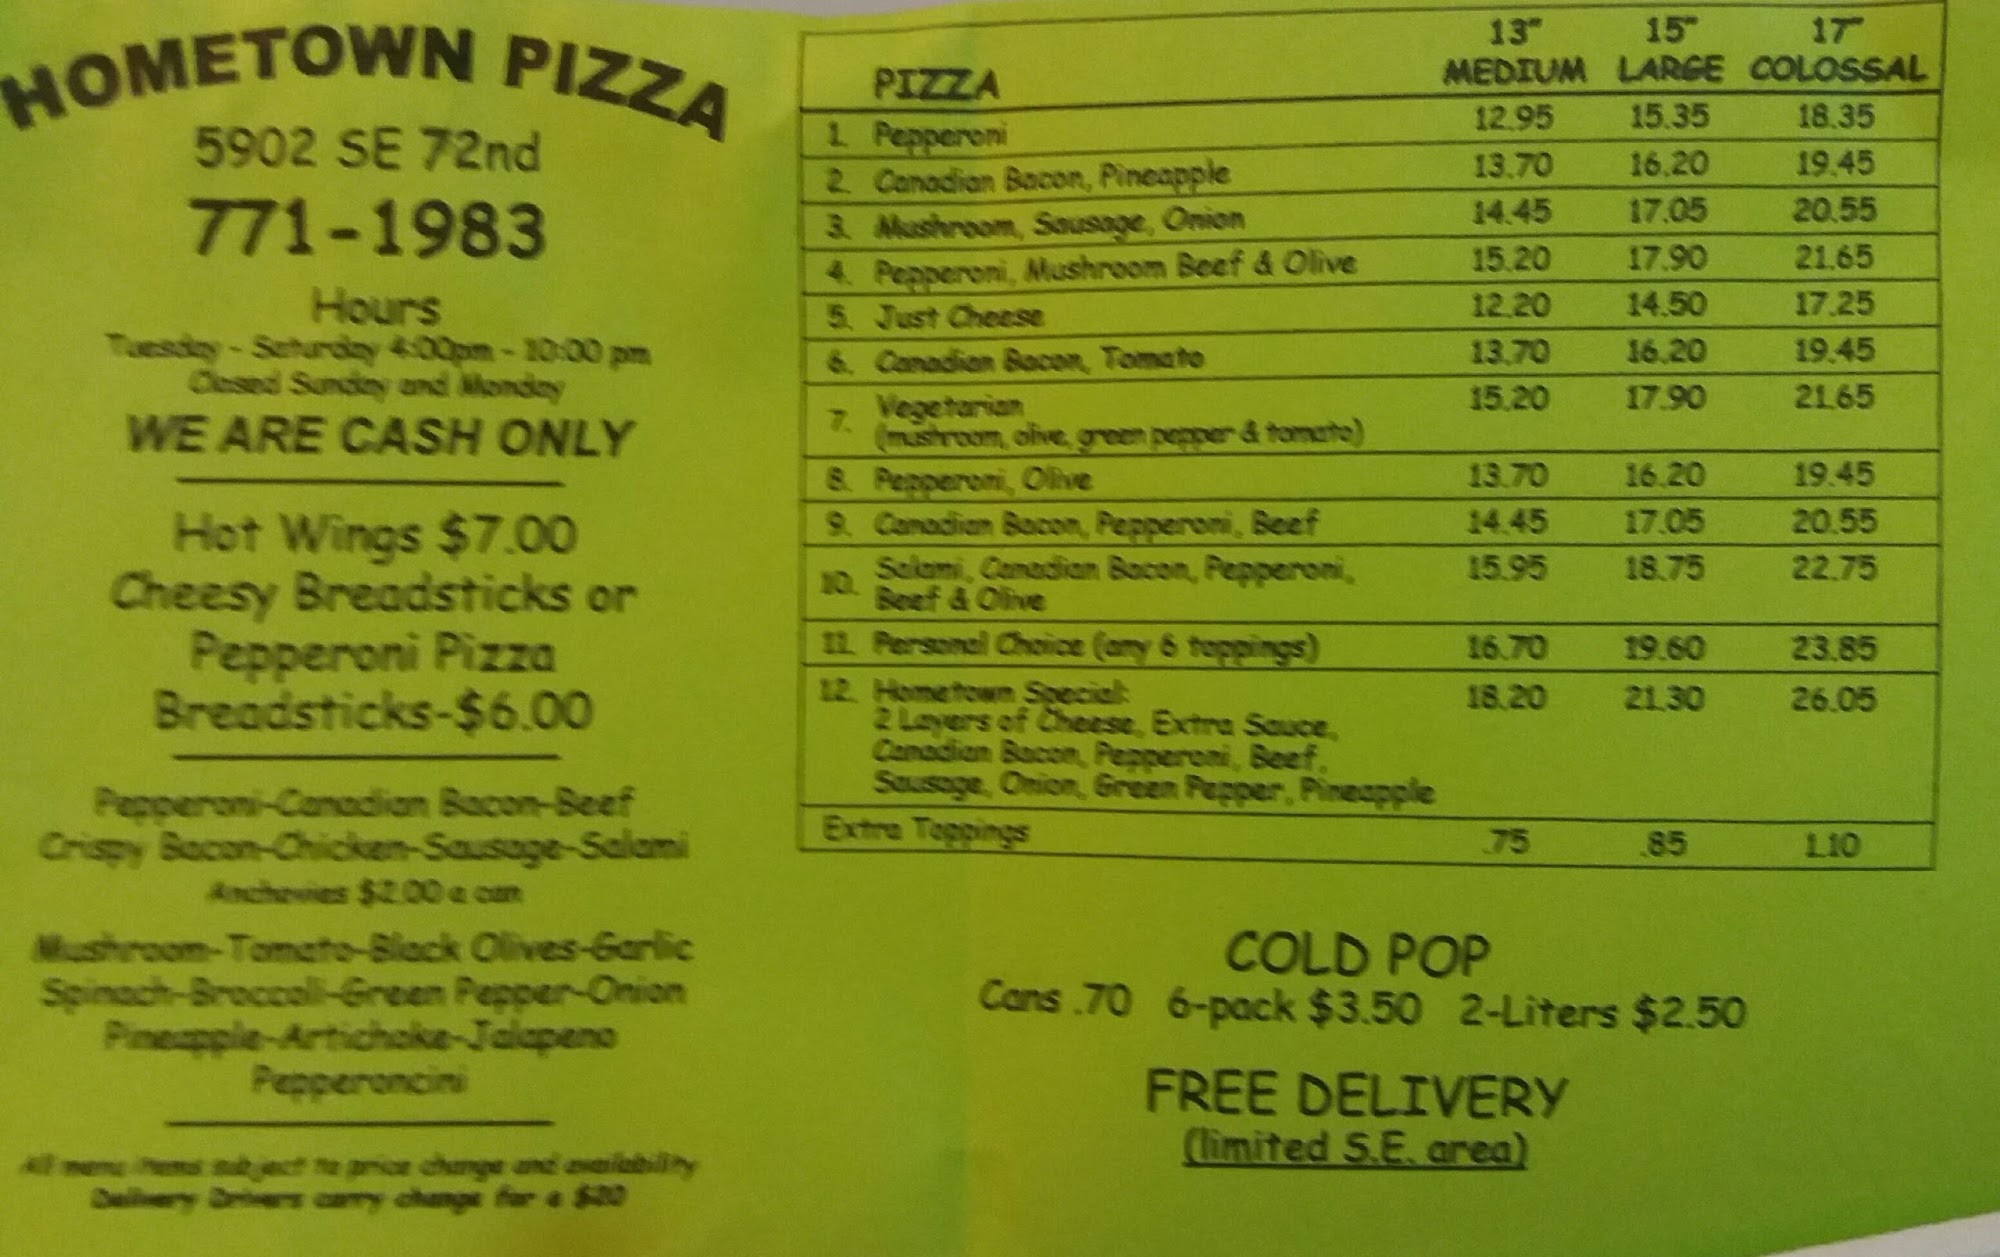 HOMETOWN PIZZA
5902 SE 72nd
771-1983
Hours
Tuesday - Saturday 4:00pm - 10:00 pm
Closed Sunday and Monday
WE ARE CASH ONLY
Hot Wings $7.00
Cheesy Breadsticks or
Pepperoni Pizza
Breadsticks-$6.00
Pepperoni-Canadian Bacon-Beef
Crispy Bacon-Chicken-Sausage-Salami
Anchovies $2.00 a can
Mushroom-Tomato-Black Olives-Garlic
Spinach-Broccoli-Green Pepper-Onion
Pineapple-Artichoke-Jalapeno
Pepperoncini
All menu items subject to price change and availability
Delivery Drivers carry change for a $20
13" 15" 17"
PIZZA MEDIUM LARGE COLOSSAL
1. Pepperoni 12.95 15.35 18.35
2. Canadian Bacon, Pineapple 13.70 16.20 19.45
3. Mushroom, Sausage, Onion 14.45 17.05 20.55
4. Pepperoni, Mushroom Beef & Olive 15.20 17.90 21.65
5. Just Cheese 12.20 14.50 17.25
6. Canadian Bacon, Tomato 13.70 16.20 19.45
7. Vegetarian 15.20 17.90 21.65
(mushroom, olive, green pepper & tomato)
8. Pepperoni, Olive 13.70 16.20 19.45
9. Canadian Bacon, Pepperoni, Beef 14.45 17.05 20.55
10. Salami, Canadian Bacon, Pepperoni, 15.95 18.75 22.75
Beef & Olive
11. Personal Choice (any 6 toppings) 16.70 19.60 23.85
12. Hometown Special: 18.20 21.30 26.05
2 Layers of Cheese, Extra Sauce,
Canadian Bacon, Pepperoni, Beef,
Sausage, Onion, Green Pepper, Pineapple
Extra Toppings .75 .85 1.10
COLD POP
Cans .70 6-pack $3.50 2-Liters $2.50
FREE DELIVERY
(limited S.E. area)